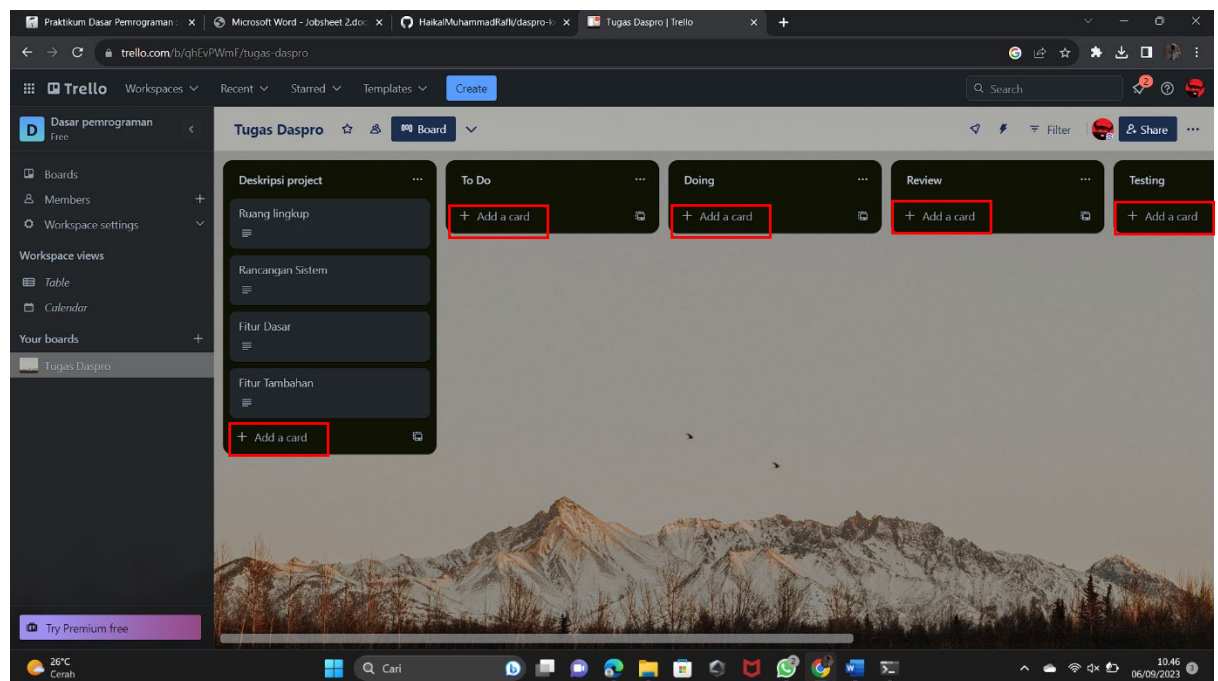 Praktikum Dasar Pemrograman :
Microsoft Word - Jobsheet 2.doc
HaikalMuhammadRafli/daspro-k
Tugas Daspro | Trello
trello.com/b/qhEvPWmF/tugas-daspro
Trello
Workspaces
Recent
Starred
Templates
Create
Search
2
D
Dasar pemrograman
Free
Tugas Daspro
Board
Filter
Share
Boards
Members
Workspace settings
Workspace views
Table
Calendar
Your boards
Tugas Daspro
Try Premium free
Deskripsi project
Ruang lingkup
Rancangan Sistem
Fitur Dasar
Fitur Tambahan
+ Add a card
To Do
+ Add a card
Doing
+ Add a card
Review
+ Add a card
Testing
+ Add a card
26°C
Cerah
Cari
10.46
06/09/2023
3